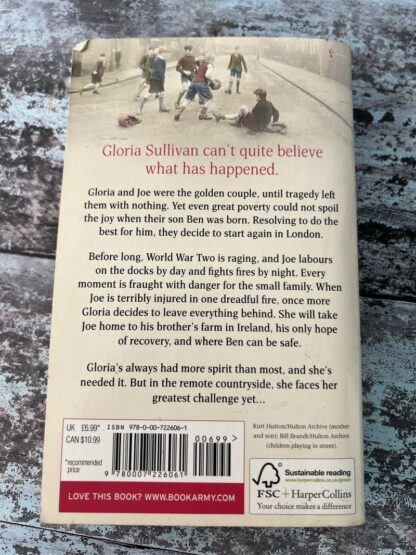 Gloria Sullivan can't quite believe
what has happened.
Gloria and Joe were the golden couple, until tragedy left
them with nothing. Yet even great poverty could not spoil
the joy when their son Ben was born. Resolving to do the
best for him, they decide to start again in London.
Before long, World War Two is raging, and Joe labours
on the docks by day and fights fires by night. Every
moment is fraught with danger for the small family. When
Joe is terribly injured in one dreadful fire, once more
Gloria decides to leave everything behind. She will take
Joe home to his brother's farm in Ireland, his only hope
of recovery, and where Ben can be safe.
Gloria's always had more spirit than most, and she's
needed it. But in the remote countryside, she faces her
greatest challenge yet...
UK £6.99*
CAN $10.99
*recommended
price
ISBN 978-0-00-722606-1
00699 >
9 780007 226061
LOVE THIS BOOK? WWW.BOOKARMY.COM
Kurt Hutton/Hulton Archive (mother
and son); Bill Brandt/Hulton Archive
(children playing in street).
Sustainable reading
www.harpercollins.co.uk/green
FSC + HarperCollins
Your choice makes a difference